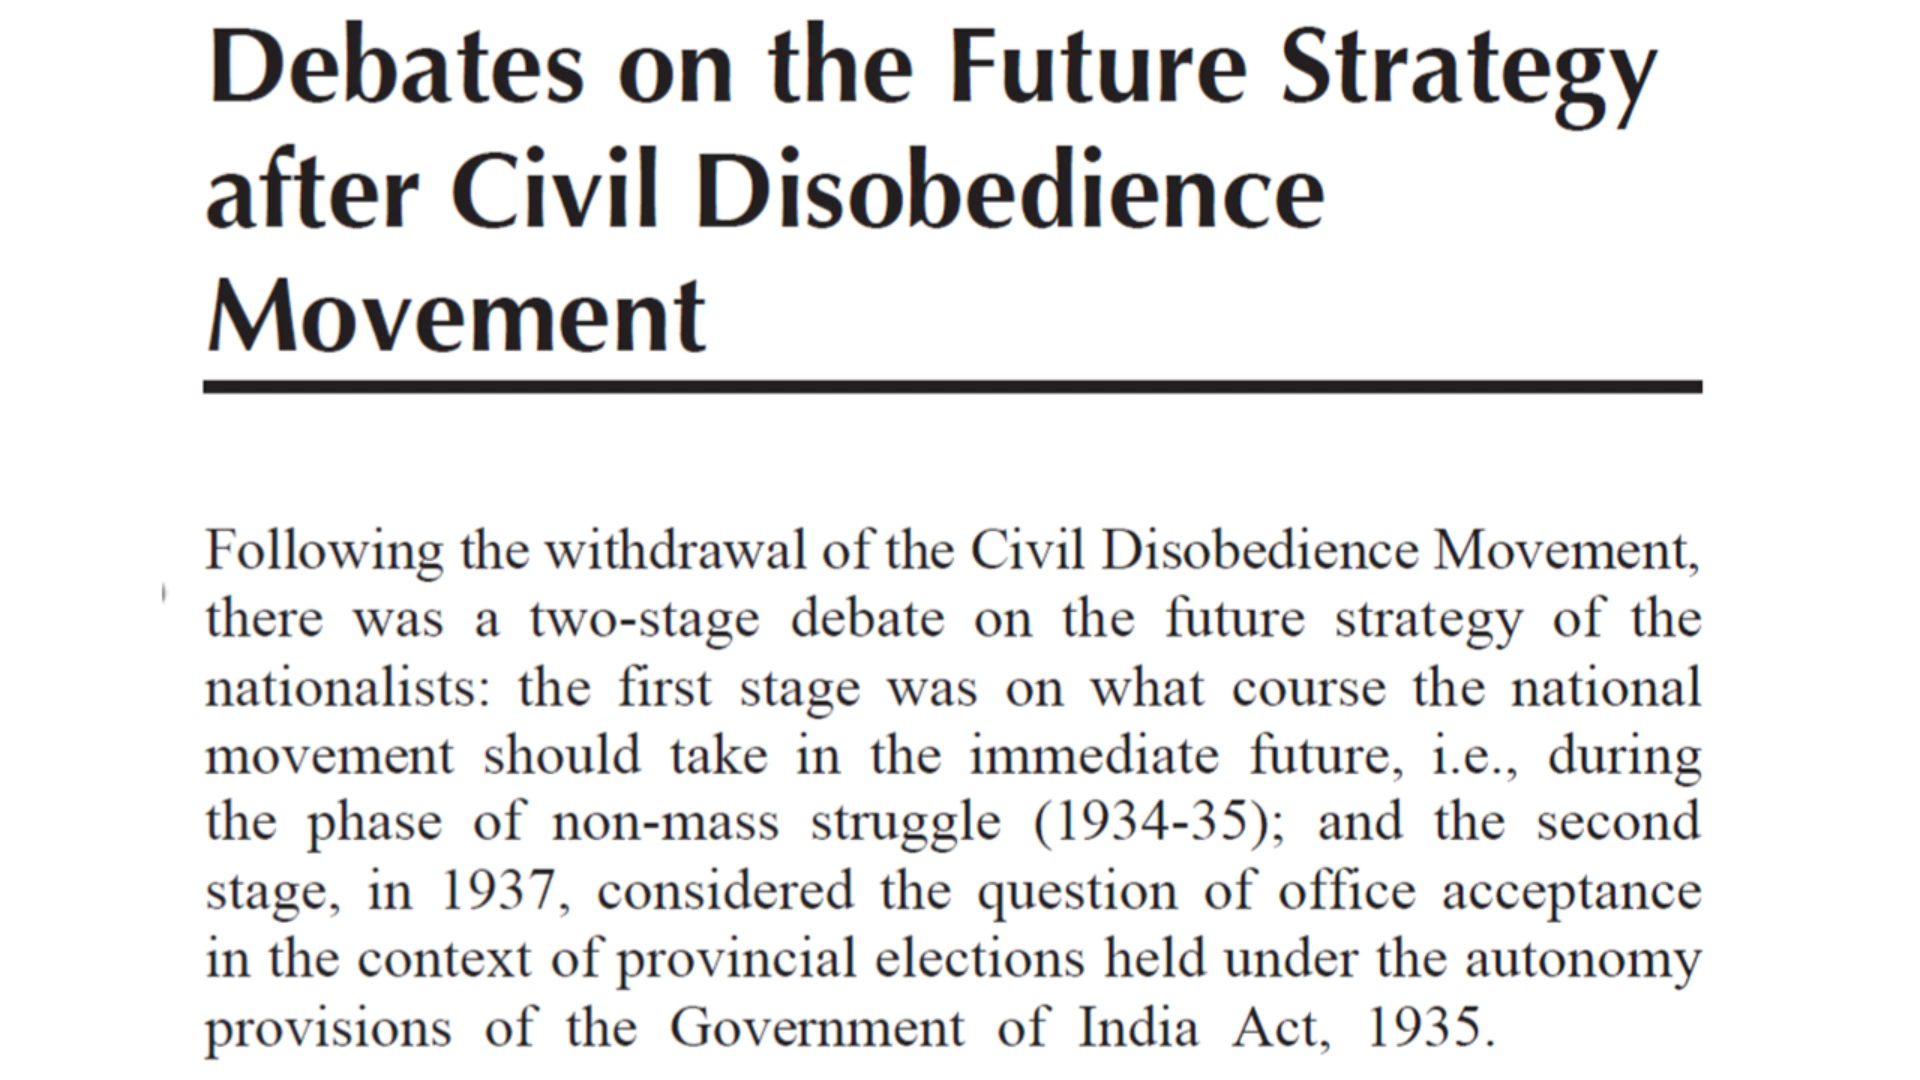 Debates on the Future Strategy
after Civil Disobedience
Movement
Following the withdrawal of the Civil Disobedience Movement,
there was a two-stage debate on the future strategy of the
nationalists: the first stage was on what course the national
movement should take in the immediate future, i.e., during
the phase of non-mass struggle (1934-35); and the second
stage, in 1937, considered the question of office acceptance
in the context of provincial elections held under the autonomy
provisions of the Government of India Act, 1935.